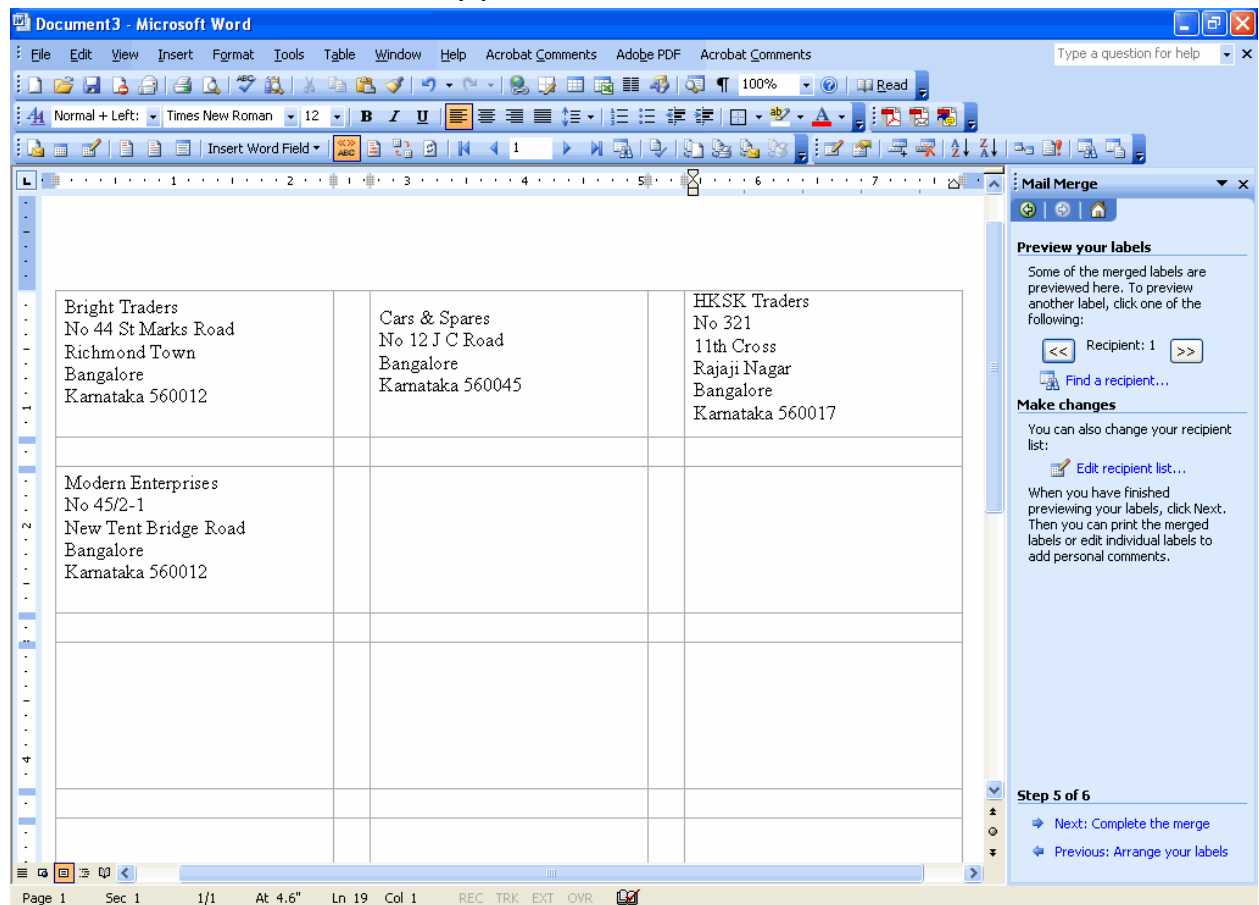 Document3 - Microsoft Word
File Edit View Insert Format Tools Table Window Help Acrobat Comments Adobe PDF Acrobat Comments
Type a question for help
100% Read
Normal + Left: Times New Roman 12 B I U
Insert Word Field 1
1 2 3 4 5 6 7
Mail Merge
Preview your labels
Some of the merged labels are
previewed here. To preview
another label, click one of the
following:
<< Recipient: 1 >>
Find a recipient...
Make changes
You can also change your recipient
list:
Edit recipient list...
When you have finished
previewing your labels, click Next.
Then you can print the merged
labels or edit individual labels to
add personal comments.
Step 5 of 6
Next: Complete the merge
Previous: Arrange your labels
Bright Traders
No 44 St Marks Road
Richmond Town
Bangalore
Karnataka 560012
Cars & Spares
No 12 J C Road
Bangalore
Karnataka 560045
HKSK Traders
No 321
11th Cross
Rajaji Nagar
Bangalore
Karnataka 560017
Modern Enterprises
No 45/2-1
New Tent Bridge Road
Bangalore
Karnataka 560012
Page 1 Sec 1 1/1 At 4.6" Ln 19 Col 1 REC TRK EXT OVR